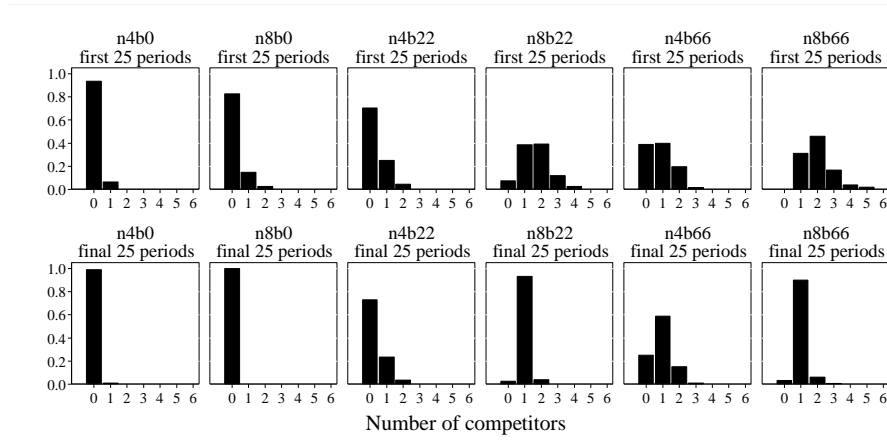 n4b0 n8b0 n4b22 n8b22 n4b66 n8b66
first 25 periods first 25 periods first 25 periods first 25 periods first 25 periods first 25 periods
1.0
0.8
0.6
0.4
0.2
0.0
0 1 2 3 4 5 6 0 1 2 3 4 5 6 0 1 2 3 4 5 6 0 1 2 3 4 5 6 0 1 2 3 4 5 6 0 1 2 3 4 5 6
n4b0 n8b0 n4b22 n8b22 n4b66 n8b66
final 25 periods final 25 periods final 25 periods final 25 periods final 25 periods final 25 periods
1.0
0.8
0.6
0.4
0.2
0.0
0 1 2 3 4 5 6 0 1 2 3 4 5 6 0 1 2 3 4 5 6 0 1 2 3 4 5 6 0 1 2 3 4 5 6 0 1 2 3 4 5 6
Number of competitors